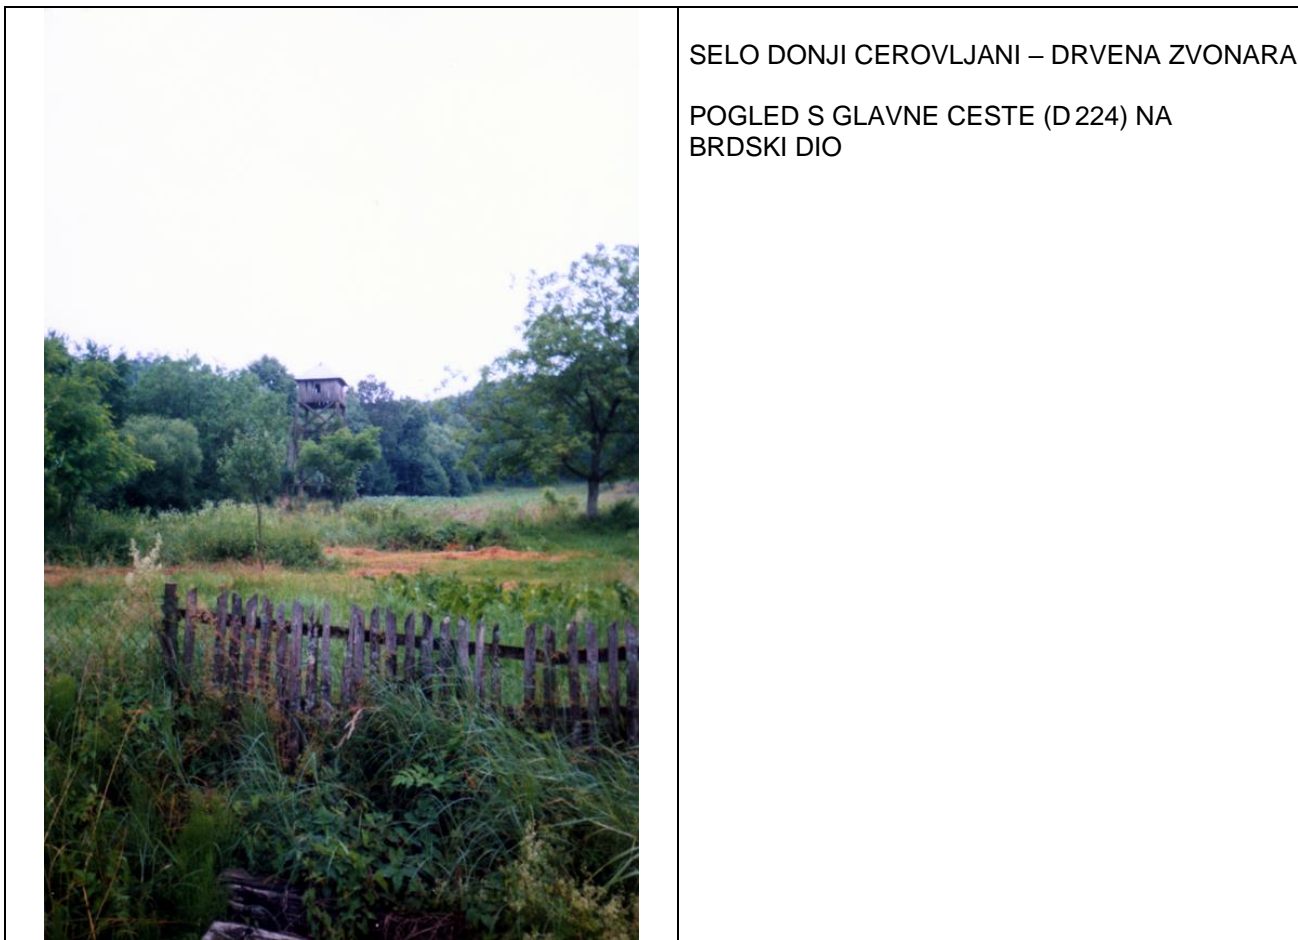 SELO DONJI CEROVLJANI – DRVENA ZVONARA
POGLED S GLAVNE CESTE (D 224) NA
BRDSKI DIO